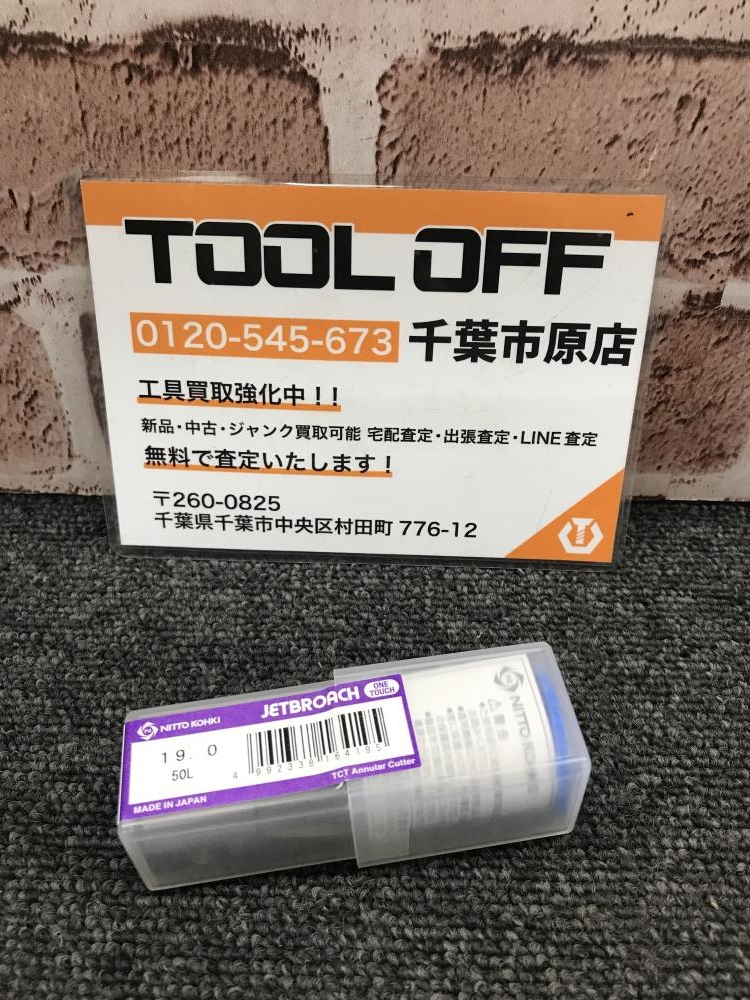 TOOL OFF
0120-545-673 千葉市原店
工具買取強化中！！
新品・中古・ジャンク買取可能 宅配査定・出張査定・LINE 査定
無料で査定いたします！
〒260-0825
千葉県千葉市中央区村田町 776-12
NITTO KOHKI
JETBROACH
ONE TOUCH
19.0
50L
4 992338 164195
TCT Annular Cutter
MADE IN JAPAN
NITTO KOHKI